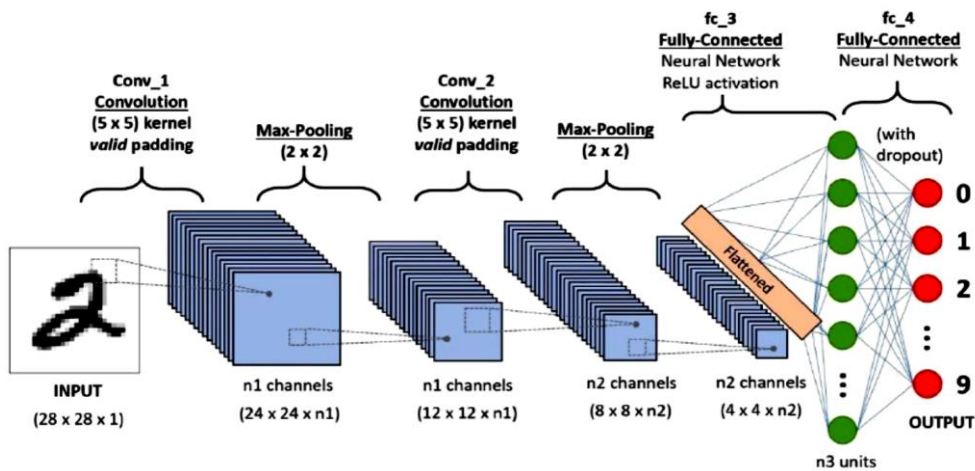 fc_3
Fully-Connected
Neural Network
ReLU activation
fc_4
Fully-Connected
Neural Network
Conv_1
Convolution
(5 x 5) kernel
valid padding
Max-Pooling
(2 x 2)
Conv_2
Convolution
(5 x 5) kernel
valid padding
Max-Pooling
(2 x 2)
(with
dropout)
Flattened
0
1
2
9
INPUT
(28 x 28 x 1)
n1 channels
(24 x 24 x n1)
n1 channels
(12 x 12 x n1)
n2 channels
(8 x 8 x n2)
n2 channels
(4 x 4 x n2)
OUTPUT
n3 units